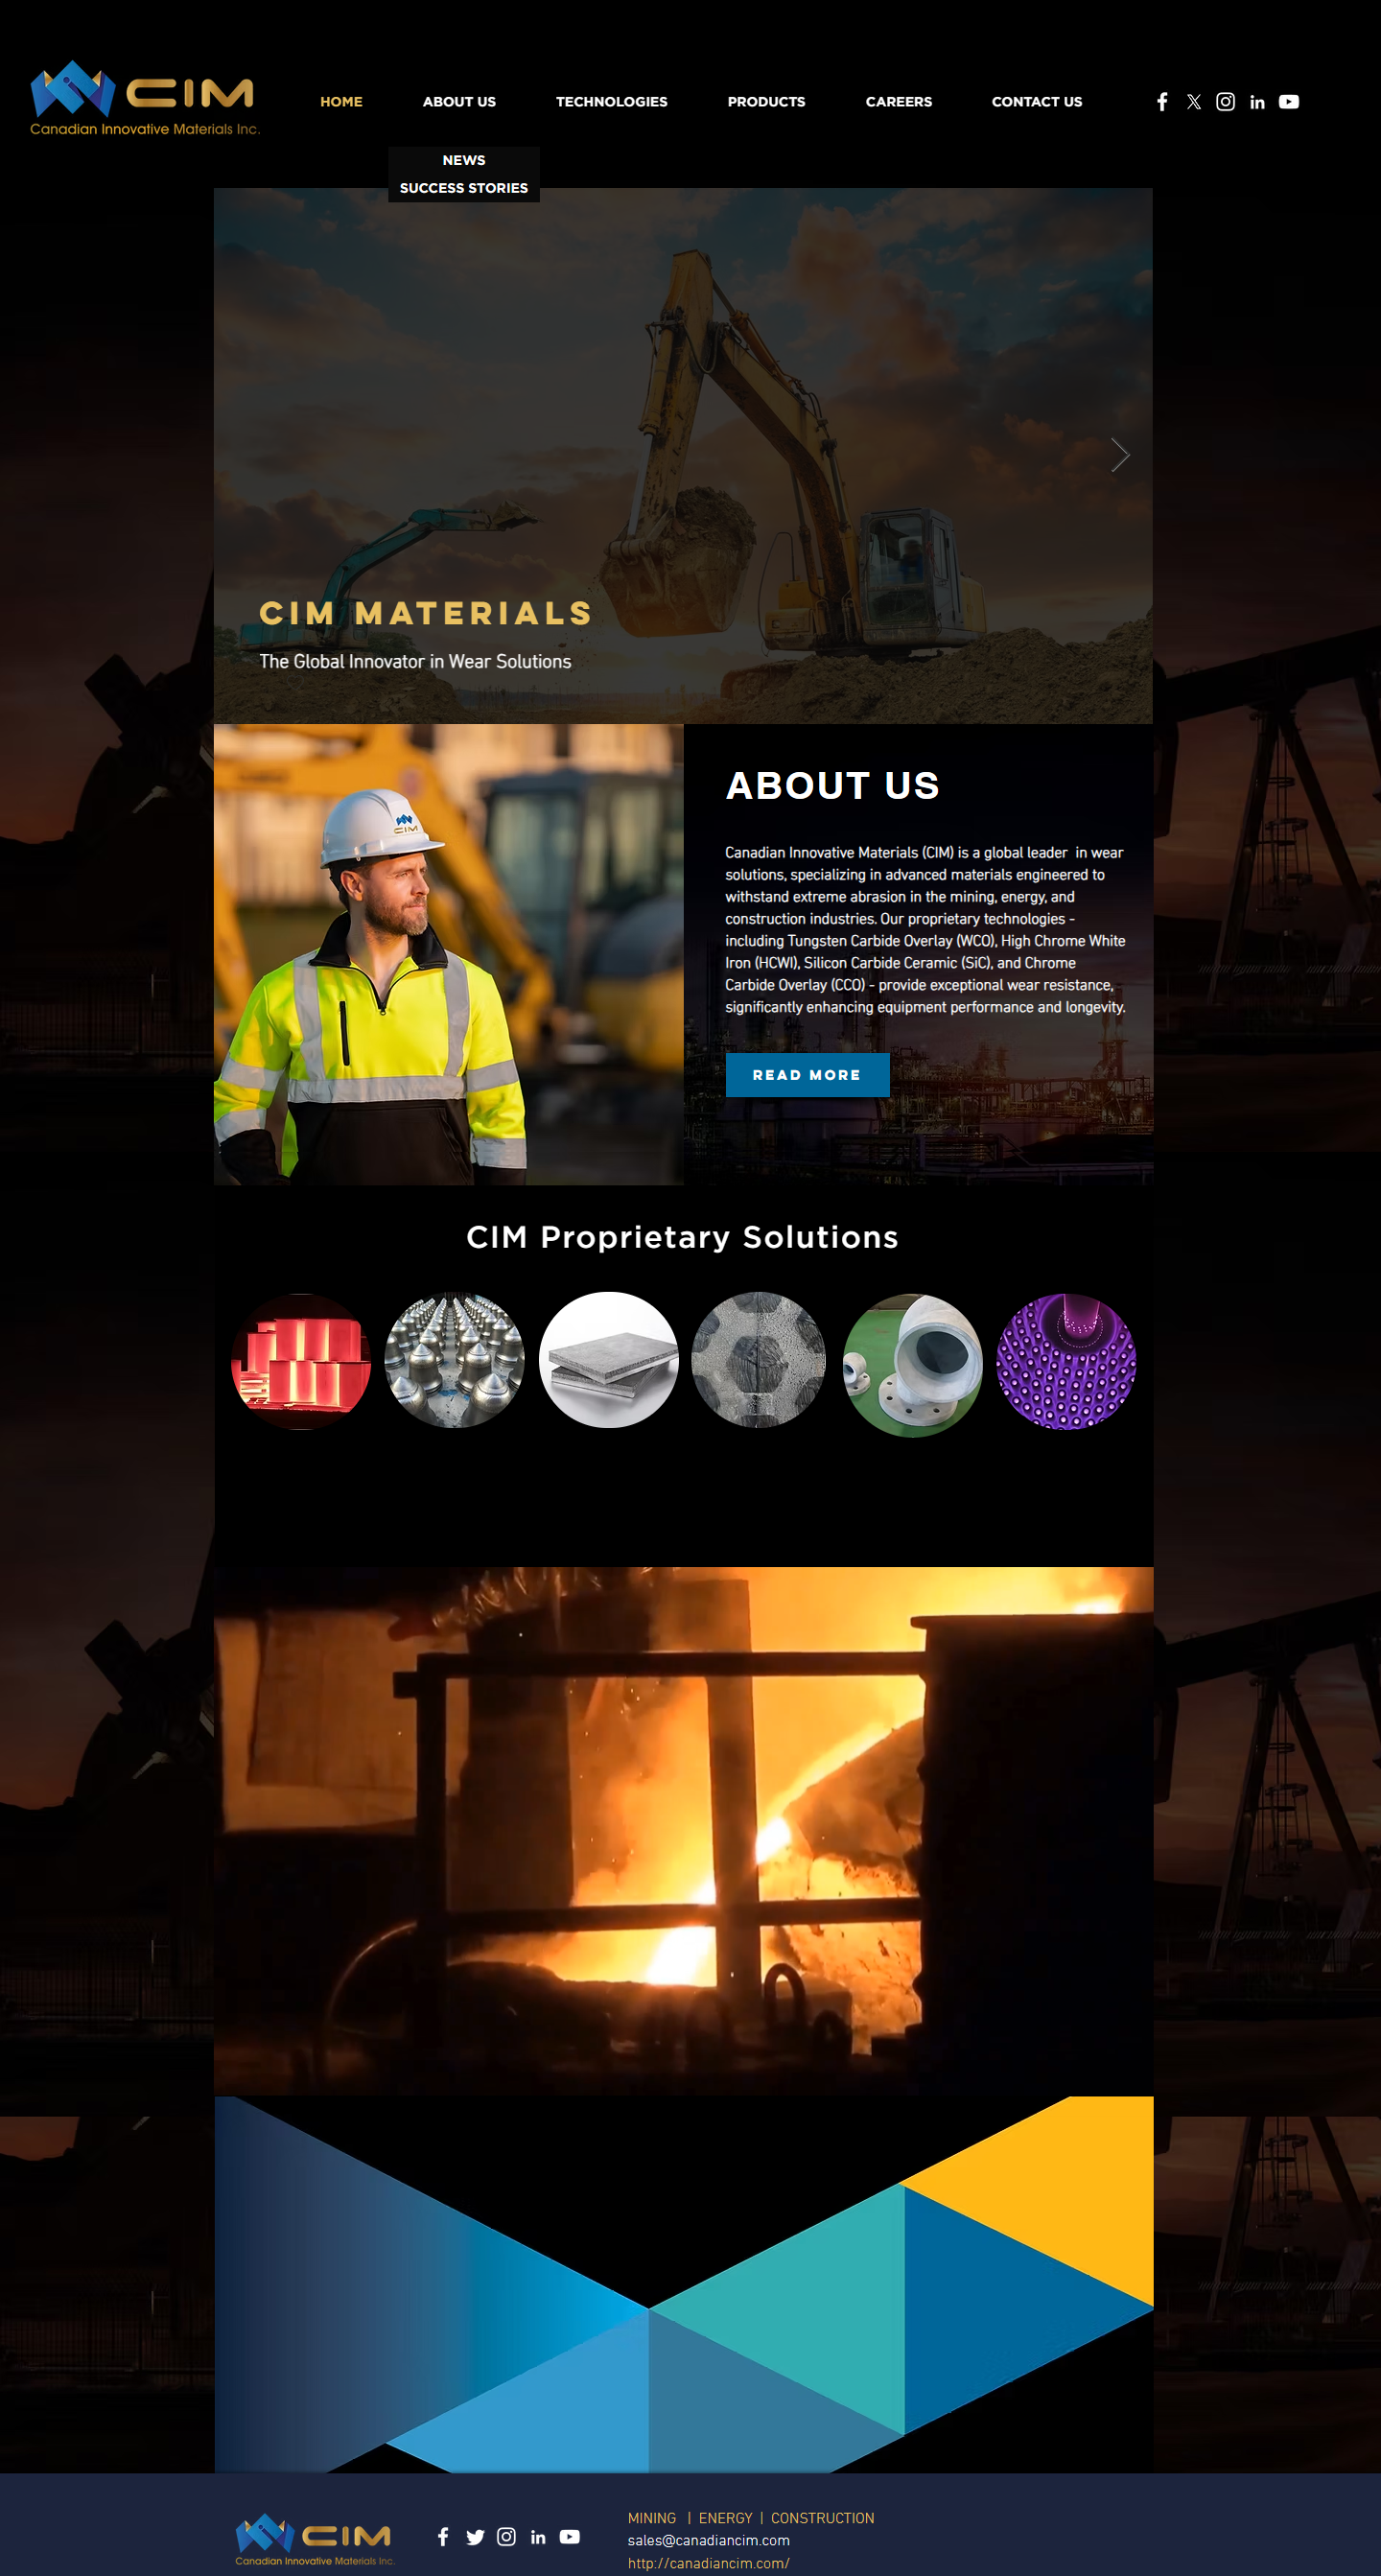 CIM
Canadian Innovative Materials Inc.
HOME
ABOUT US
TECHNOLOGIES
PRODUCTS
CAREERS
CONTACT US
NEWS
SUCCESS STORIES
CIM MATERIALS
The Global Innovator in Wear Solutions
CIM
ABOUT US
Canadian Innovative Materials (CIM) is a global leader in wear
solutions, specializing in advanced materials engineered to
withstand extreme abrasion in the mining, energy, and
construction industries. Our proprietary technologies -
including Tungsten Carbide Overlay (WCO), High Chrome White
Iron (HCWI), Silicon Carbide Ceramic (SiC), and Chrome
Carbide Overlay (CCO) - provide exceptional wear resistance,
significantly enhancing equipment performance and longevity.
READ MORE
CIM Proprietary Solutions
CIM
Canadian Innovative Materials Inc.
MINING | ENERGY | CONSTRUCTION
sales@canadiancim.com
http://canadiancim.com/